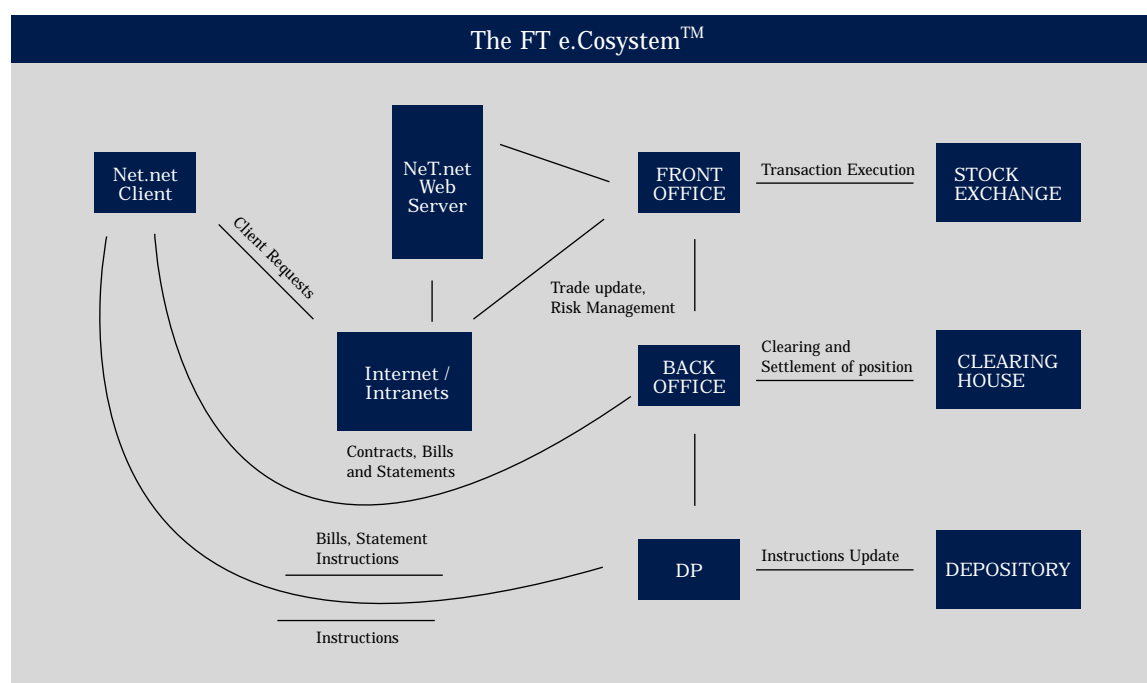 The FT e.Cosystem™
Net.net
Client
NeT.net
Web
Server
FRONT
OFFICE
Transaction Execution
STOCK
EXCHANGE
Client Requests
Trade update,
Risk Management
Internet /
Intranets
BACK
OFFICE
Clearing and
Settlement of position
CLEARING
HOUSE
Contracts, Bills
and Statements
Bills, Statement
Instructions
DP
Instructions Update
DEPOSITORY
Instructions